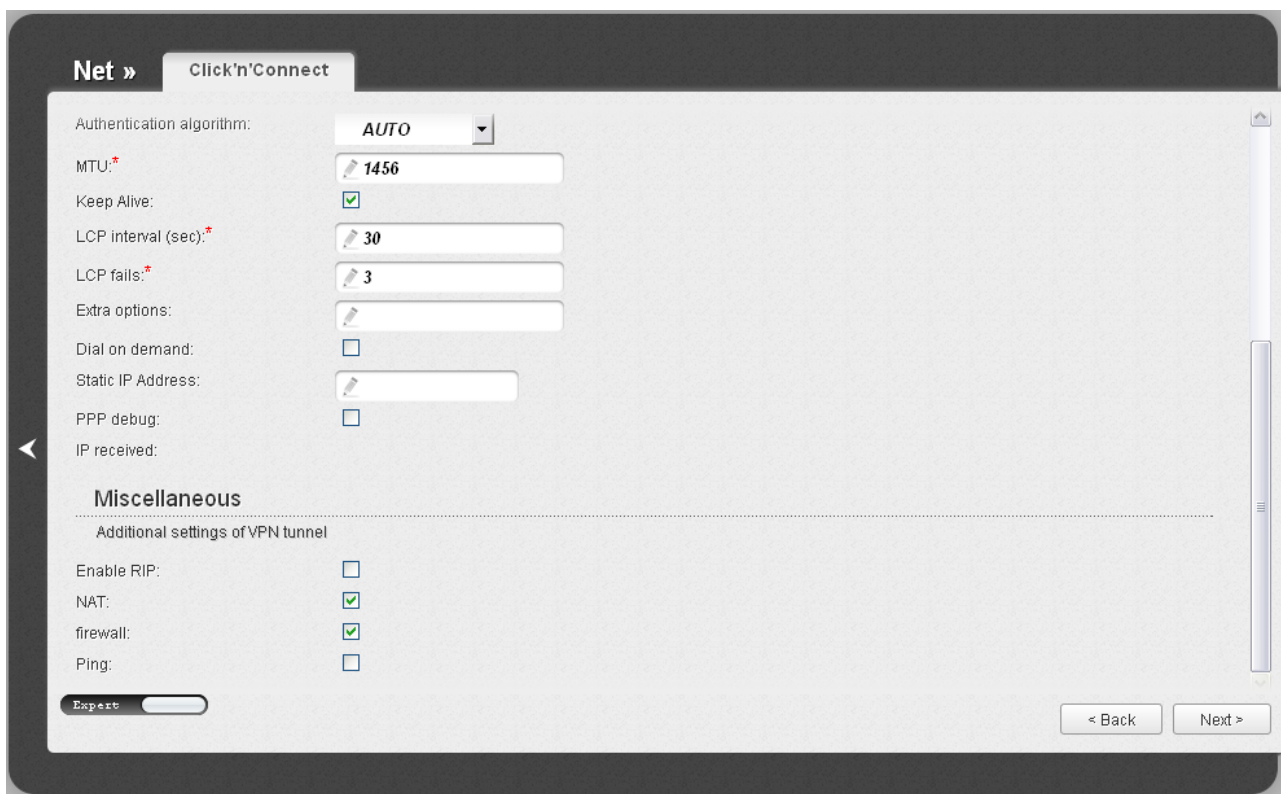 Net »
Click'n'Connect
Authentication algorithm: AUTO
MTU:* 1456
Keep Alive:
LCP interval (sec):* 30
LCP fails:* 3
Extra options:
Dial on demand:
Static IP Address:
PPP debug:
IP received:
Miscellaneous
Additional settings of VPN tunnel
Enable RIP:
NAT:
firewall:
Ping:
Expert
< Back
Next >